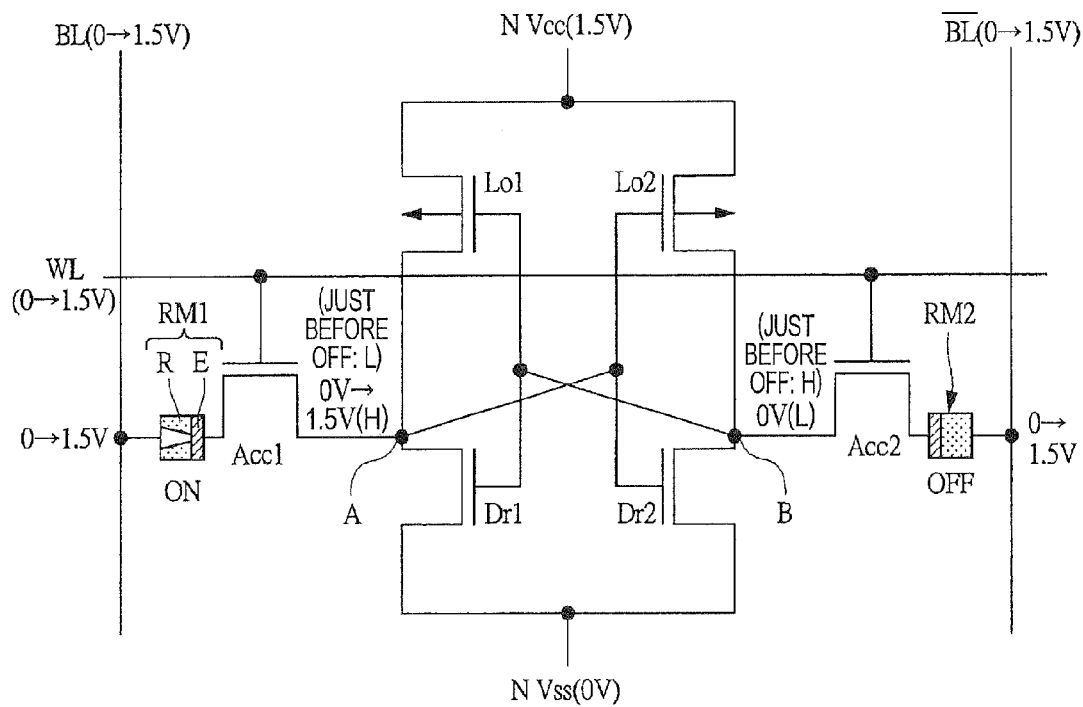 BL(0→1.5V)
N Vcc(1.5V)
BL(0→1.5V)
Lo1
Lo2
WL
(0→1.5V)
RM1
R E
(JUST
BEFORE
OFF: L)
0V→
1.5V(H)
(JUST
BEFORE
OFF: H)
0V(L)
RM2
0→1.5V
Acc1
ON
A
Dr1
Dr2
B
Acc2
OFF
0→
1.5V
N Vss(0V)